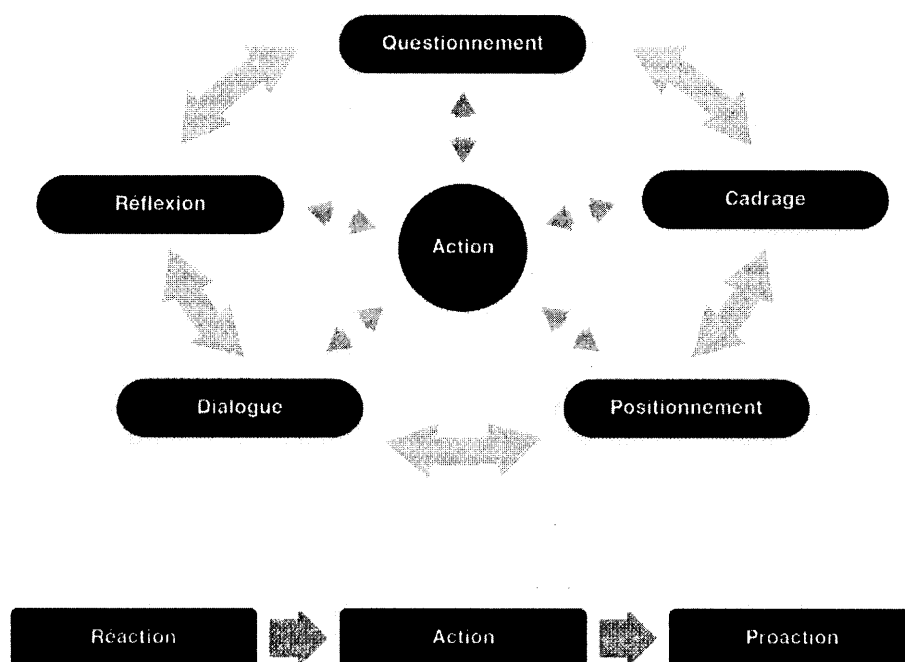 Questionnement
Réflexion
Cadrage
Action
Dialogue
Positionnement
Réaction
Action
Proaction